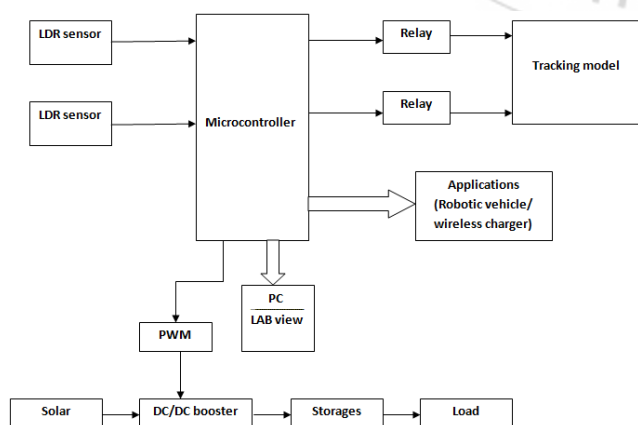 LDR sensor
Relay
Tracking model
LDR sensor
Relay
Microcontroller
Applications
(Robotic vehicle/
wireless charger)
PC
LAB view
PWM
Solar
DC/DC booster
Storages
Load